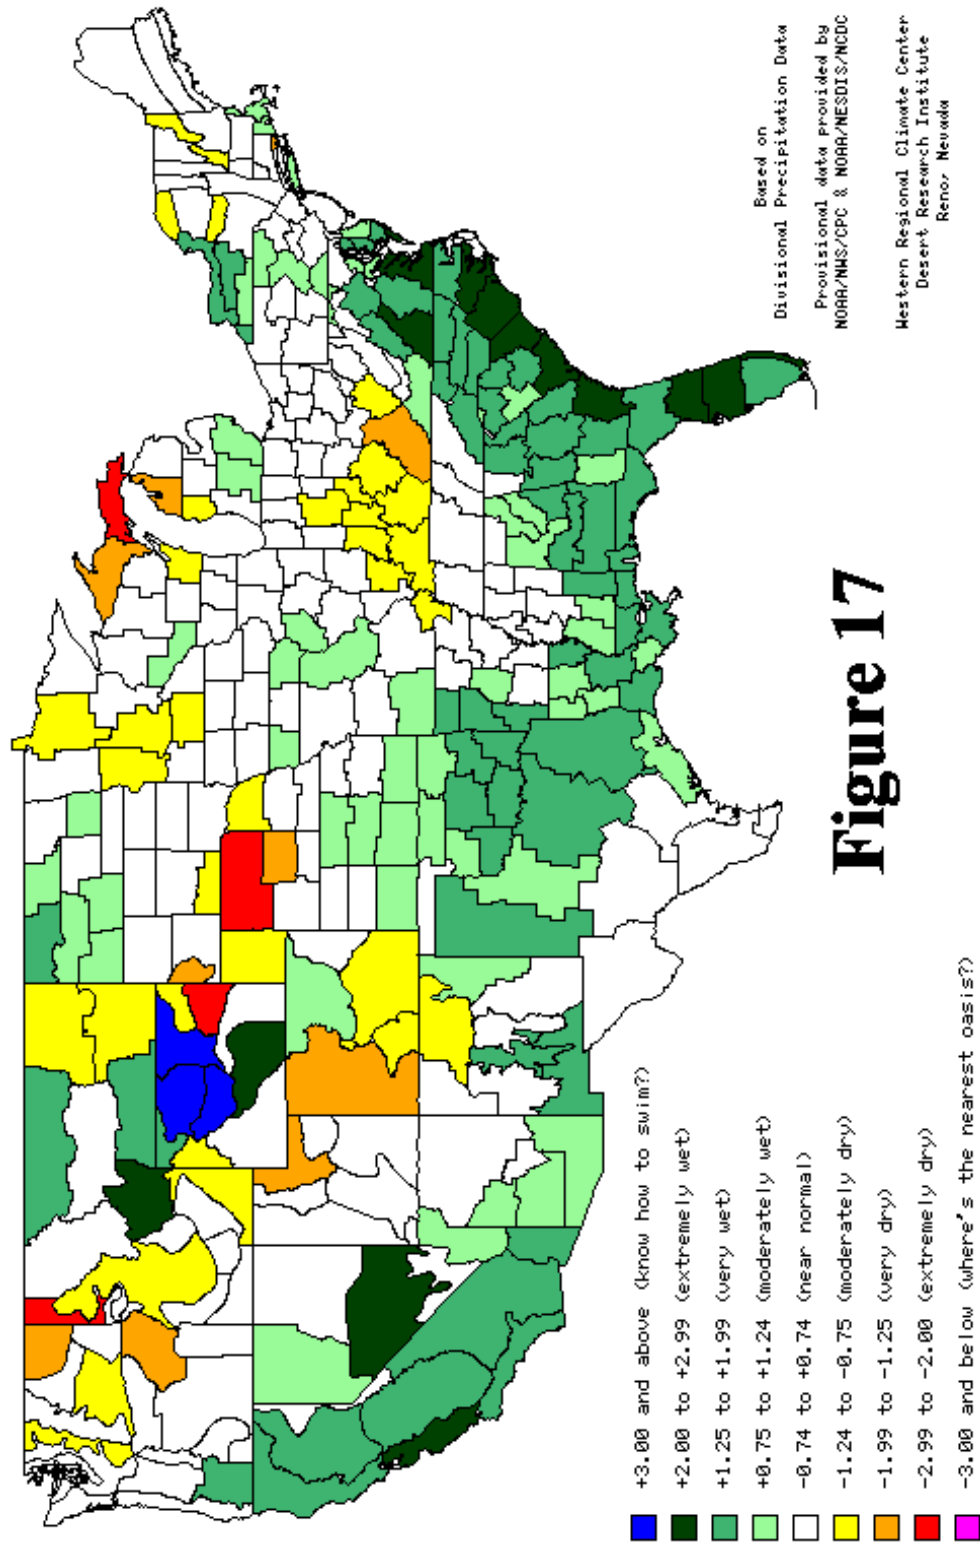 Based on
Divisional Precipitation Data
Provisional data provided by
NOAA/NWS/CPC & NOAA/NESDIS/NCDC
Western Regional Climate Center
Desert Research Institute
Reno, Nevada
Figure 17
+3.00 and above (know how to swim?)
+2.00 to +2.99 (extremely wet)
+1.25 to +1.99 (very wet)
+0.75 to +1.24 (moderately wet)
-0.74 to +0.74 (near normal)
-1.24 to -0.75 (moderately dry)
-1.99 to -1.25 (very dry)
-2.99 to -2.00 (extremely dry)
-3.00 and below (where's the nearest oasis?)